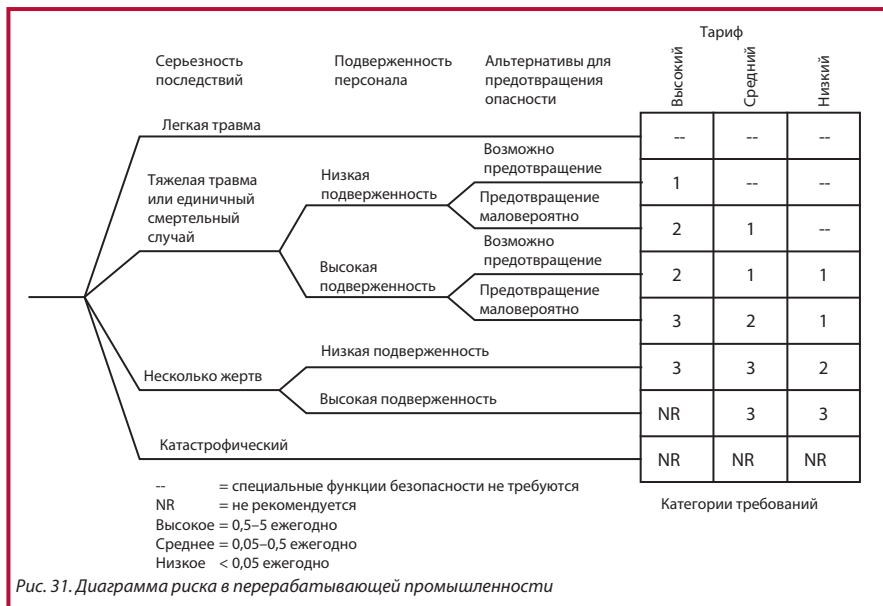 Тариф
Серьезность
последствий
Подверженность
персонала
Альтернативы для
предотвращения
опасности
Высокий
Средний
Низкий
Легкая травма
-- -- --
Тяжелая травма
или единичный
смертельный
случай
Низкая
подверженность
Возможно
предотвращение
1 -- --
Предотвращение
маловероятно
2 1 --
Высокая
подверженность
Возможно
предотвращение
2 1 1
Предотвращение
маловероятно
3 2 1
Несколько жертв
Низкая подверженность
3 3 2
Высокая подверженность
NR 3 3
Катастрофический
NR NR NR
Категории требований
-- = специальные функции безопасности не требуются
NR = не рекомендуется
Высокое = 0,5–5 ежегодно
Среднее = 0,05–0,5 ежегодно
Низкое < 0,05 ежегодно
Рис. 31. Диаграмма риска в перерабатывающей промышленности